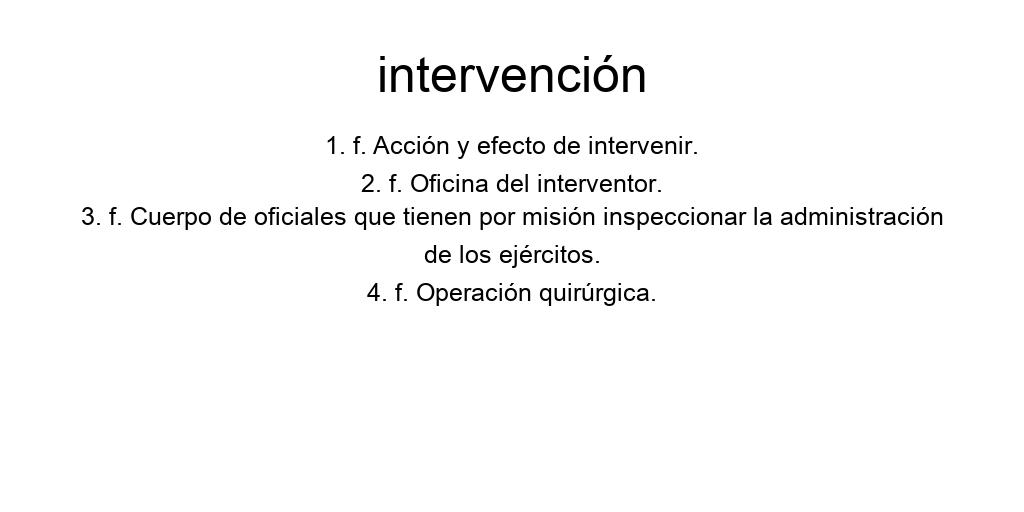 intervención
1. f. Acción y efecto de intervenir.
2. f. Oficina del interventor.
3. f. Cuerpo de oficiales que tienen por misión inspeccionar la administración
de los ejércitos.
4. f. Operación quirúrgica.